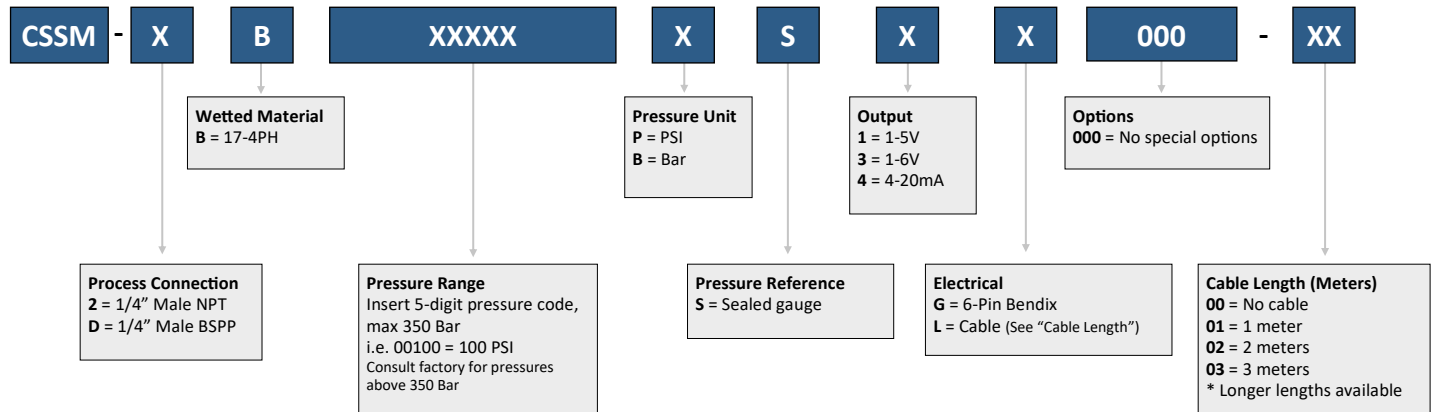 CSSM - X B XXXXX X S X X 000 - XX
Wetted Material
B = 17-4PH
Pressure Unit
P = PSI
B = Bar
Output
1 = 1-5V
3 = 1-6V
4 = 4-20mA
Options
000 = No special options
Process Connection
2 = 1/4” Male NPT
D = 1/4” Male BSPP
Pressure Range
Insert 5-digit pressure code,
max 350 Bar
i.e. 00100 = 100 PSI
Consult factory for pressures
above 350 Bar
Pressure Reference
S = Sealed gauge
Electrical
G = 6-Pin Bendix
L = Cable (See “Cable Length”)
Cable Length (Meters)
00 = No cable
01 = 1 meter
02 = 2 meters
03 = 3 meters
* Longer lengths available